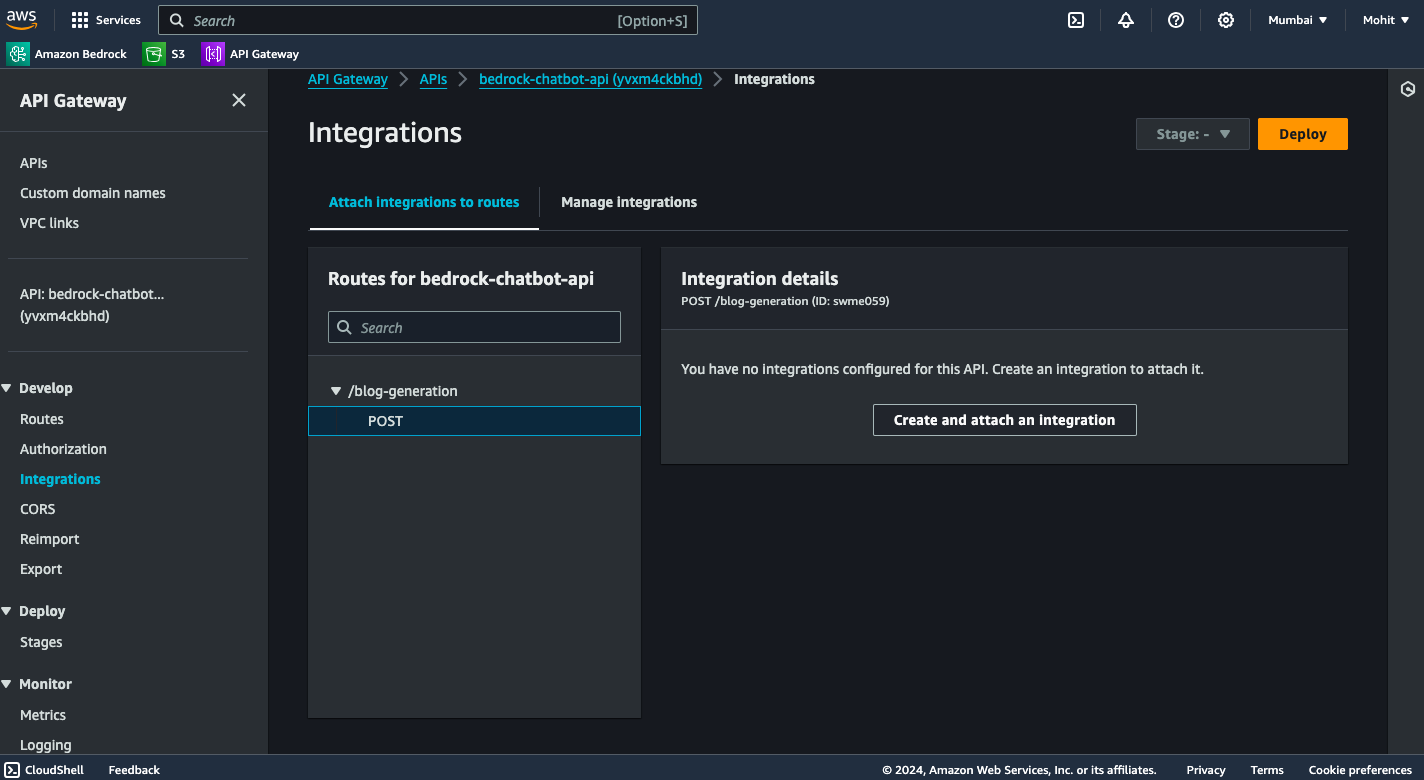 aws Services Search [Option+S] Mumbai ▼ Mohit ▼
Amazon Bedrock S3 API Gateway
API Gateway
APIs
Custom domain names
VPC links
API: bedrock-chatbot...
(yvxm4ckbhd)
Develop
Routes
Authorization
Integrations
CORS
Reimport
Export
Deploy
Stages
Monitor
Metrics
Logging
API Gateway > APIs > bedrock-chatbot-api (yvxm4ckbhd) > Integrations
Integrations
Stage: - ▼ Deploy
Attach integrations to routes Manage integrations
Routes for bedrock-chatbot-api
Search
/blog-generation
POST
Integration details
POST /blog-generation (ID: swme059)
You have no integrations configured for this API. Create an integration to attach it.
Create and attach an integration
CloudShell Feedback © 2024, Amazon Web Services, Inc. or its affiliates. Privacy Terms Cookie preferences